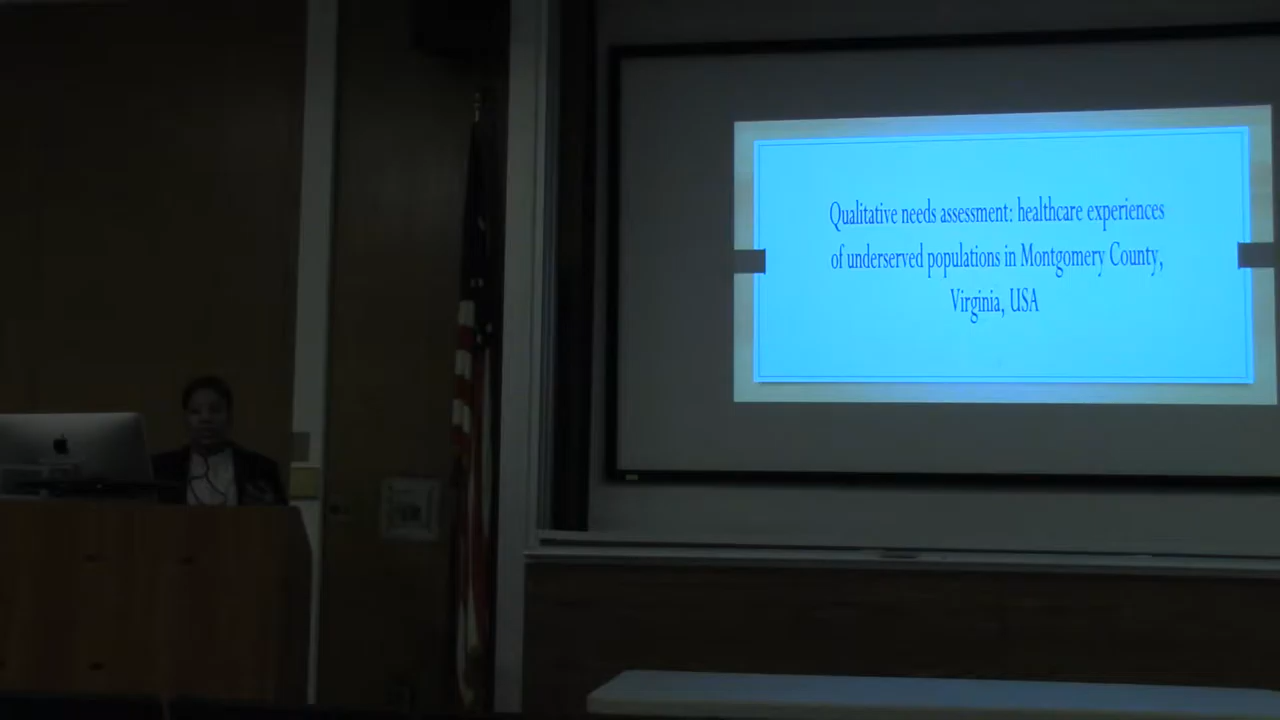 Qualitative needs assessment: healthcare experiences
of underserved populations in Montgomery County,
Virginia, USA